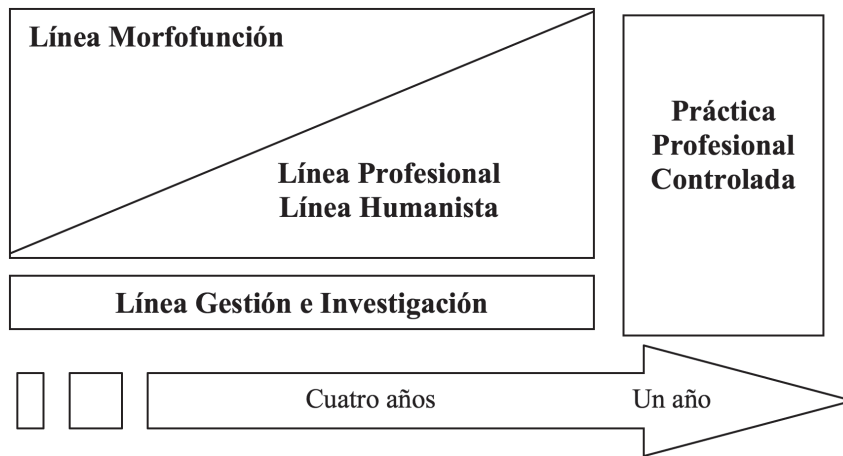 Línea Morfofunción
Línea Profesional
Línea Humanista
Práctica
Profesional
Controlada
Línea Gestión e Investigación
Cuatro años
Un año